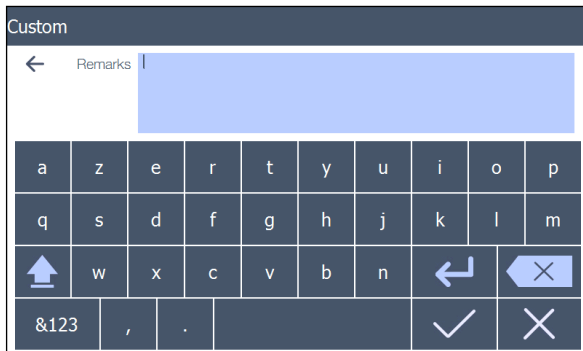 Custom
Remarks
a z e r t y u i o p
q s d f g h j k l m
w x c v b n
&123 , .